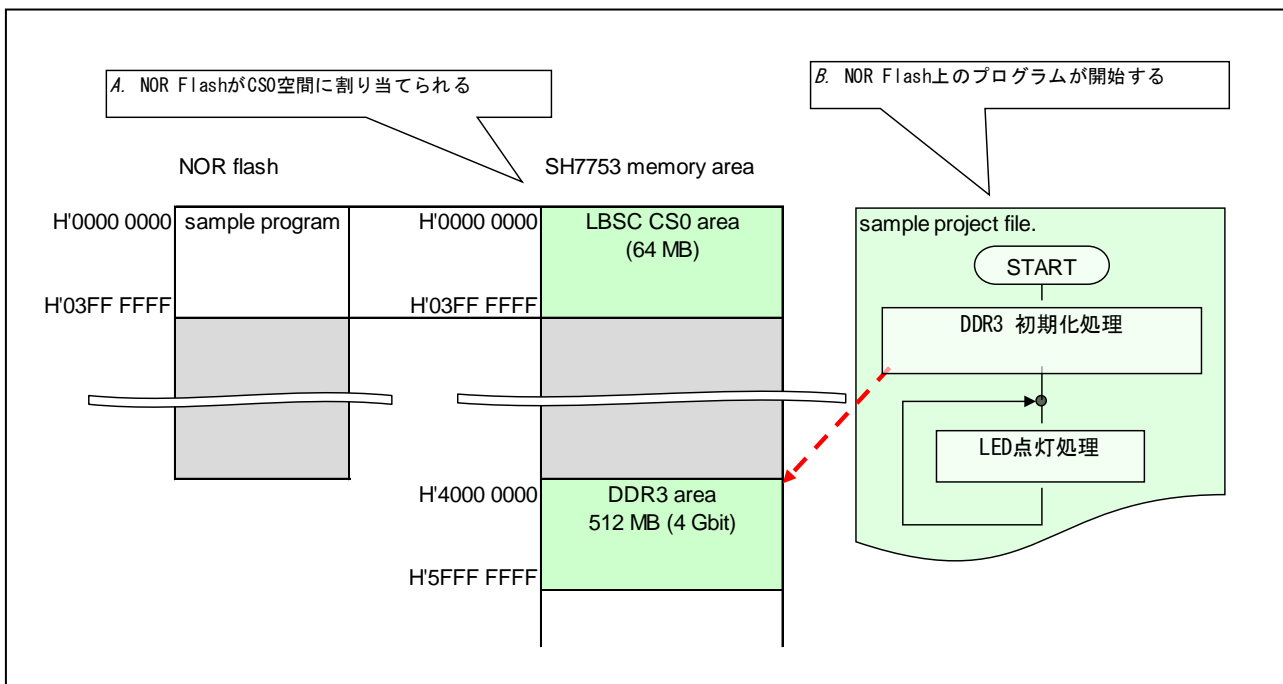 A. NOR FlashがCS0空間に割り当てられる
B. NOR Flash上のプログラムが開始する
NOR flash
SH7753 memory area
H'0000 0000
sample program
H'0000 0000
LBSC CS0 area
(64 MB)
H'03FF FFFF
H'03FF FFFF
H'4000 0000
DDR3 area
512 MB (4 Gbit)
H'5FFF FFFF
sample project file.
START
DDR3 初期化処理
LED点灯処理